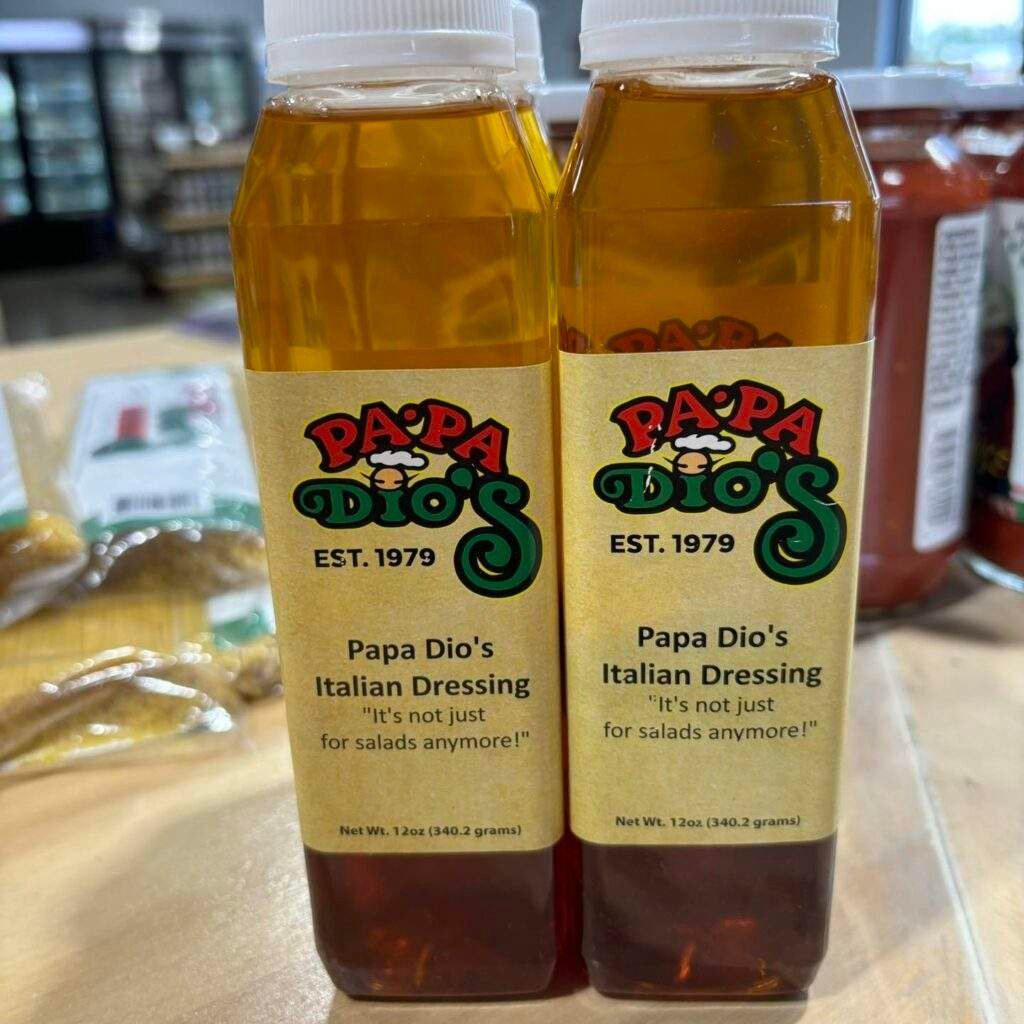 PA•PA
DIO'S
EST. 1979
Papa Dio's
Italian Dressing
"It's not just
for salads anymore!"
Net Wt. 12oz (340.2 grams)
PA•PA
DIO'S
EST. 1979
Papa Dio's
Italian Dressing
"It's not just
for salads anymore!"
Net Wt. 12oz (340.2 grams)